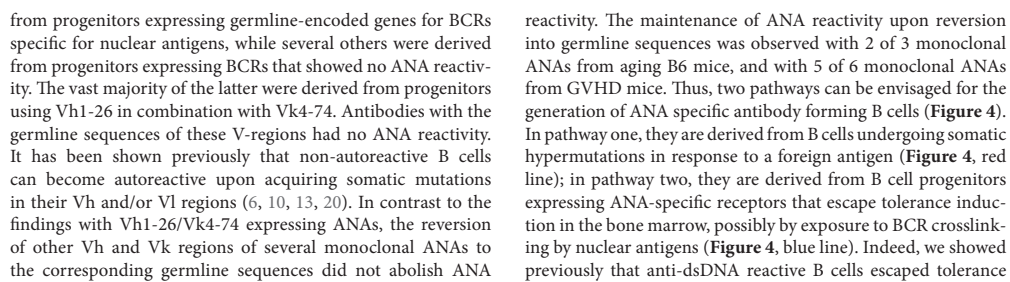 from progenitors expressing germline-encoded genes for BCRs
specific for nuclear antigens, while several others were derived
from progenitors expressing BCRs that showed no ANA reactiv-
ity. The vast majority of the latter were derived from progenitors
using Vh1-26 in combination with Vk4-74. Antibodies with the
germline sequences of these V-regions had no ANA reactivity.
It has been shown previously that non-autoreactive B cells
can become autoreactive upon acquiring somatic mutations
in their Vh and/or Vl regions (6, 10, 13, 20). In contrast to the
findings with Vh1-26/Vk4-74 expressing ANAs, the reversion
of other Vh and Vk regions of several monoclonal ANAs to
the corresponding germline sequences did not abolish ANA
reactivity. The maintenance of ANA reactivity upon reversion
into germline sequences was observed with 2 of 3 monoclonal
ANAs from aging B6 mice, and with 5 of 6 monoclonal ANAs
from GVHD mice. Thus, two pathways can be envisaged for the
generation of ANA specific antibody forming B cells (Figure 4).
In pathway one, they are derived from B cells undergoing somatic
hypermutations in response to a foreign antigen (Figure 4, red
line); in pathway two, they are derived from B cell progenitors
expressing ANA-specific receptors that escape tolerance induc-
tion in the bone marrow, possibly by exposure to BCR crosslink-
ing by nuclear antigens (Figure 4, blue line). Indeed, we showed
previously that anti-dsDNA reactive B cells escaped tolerance